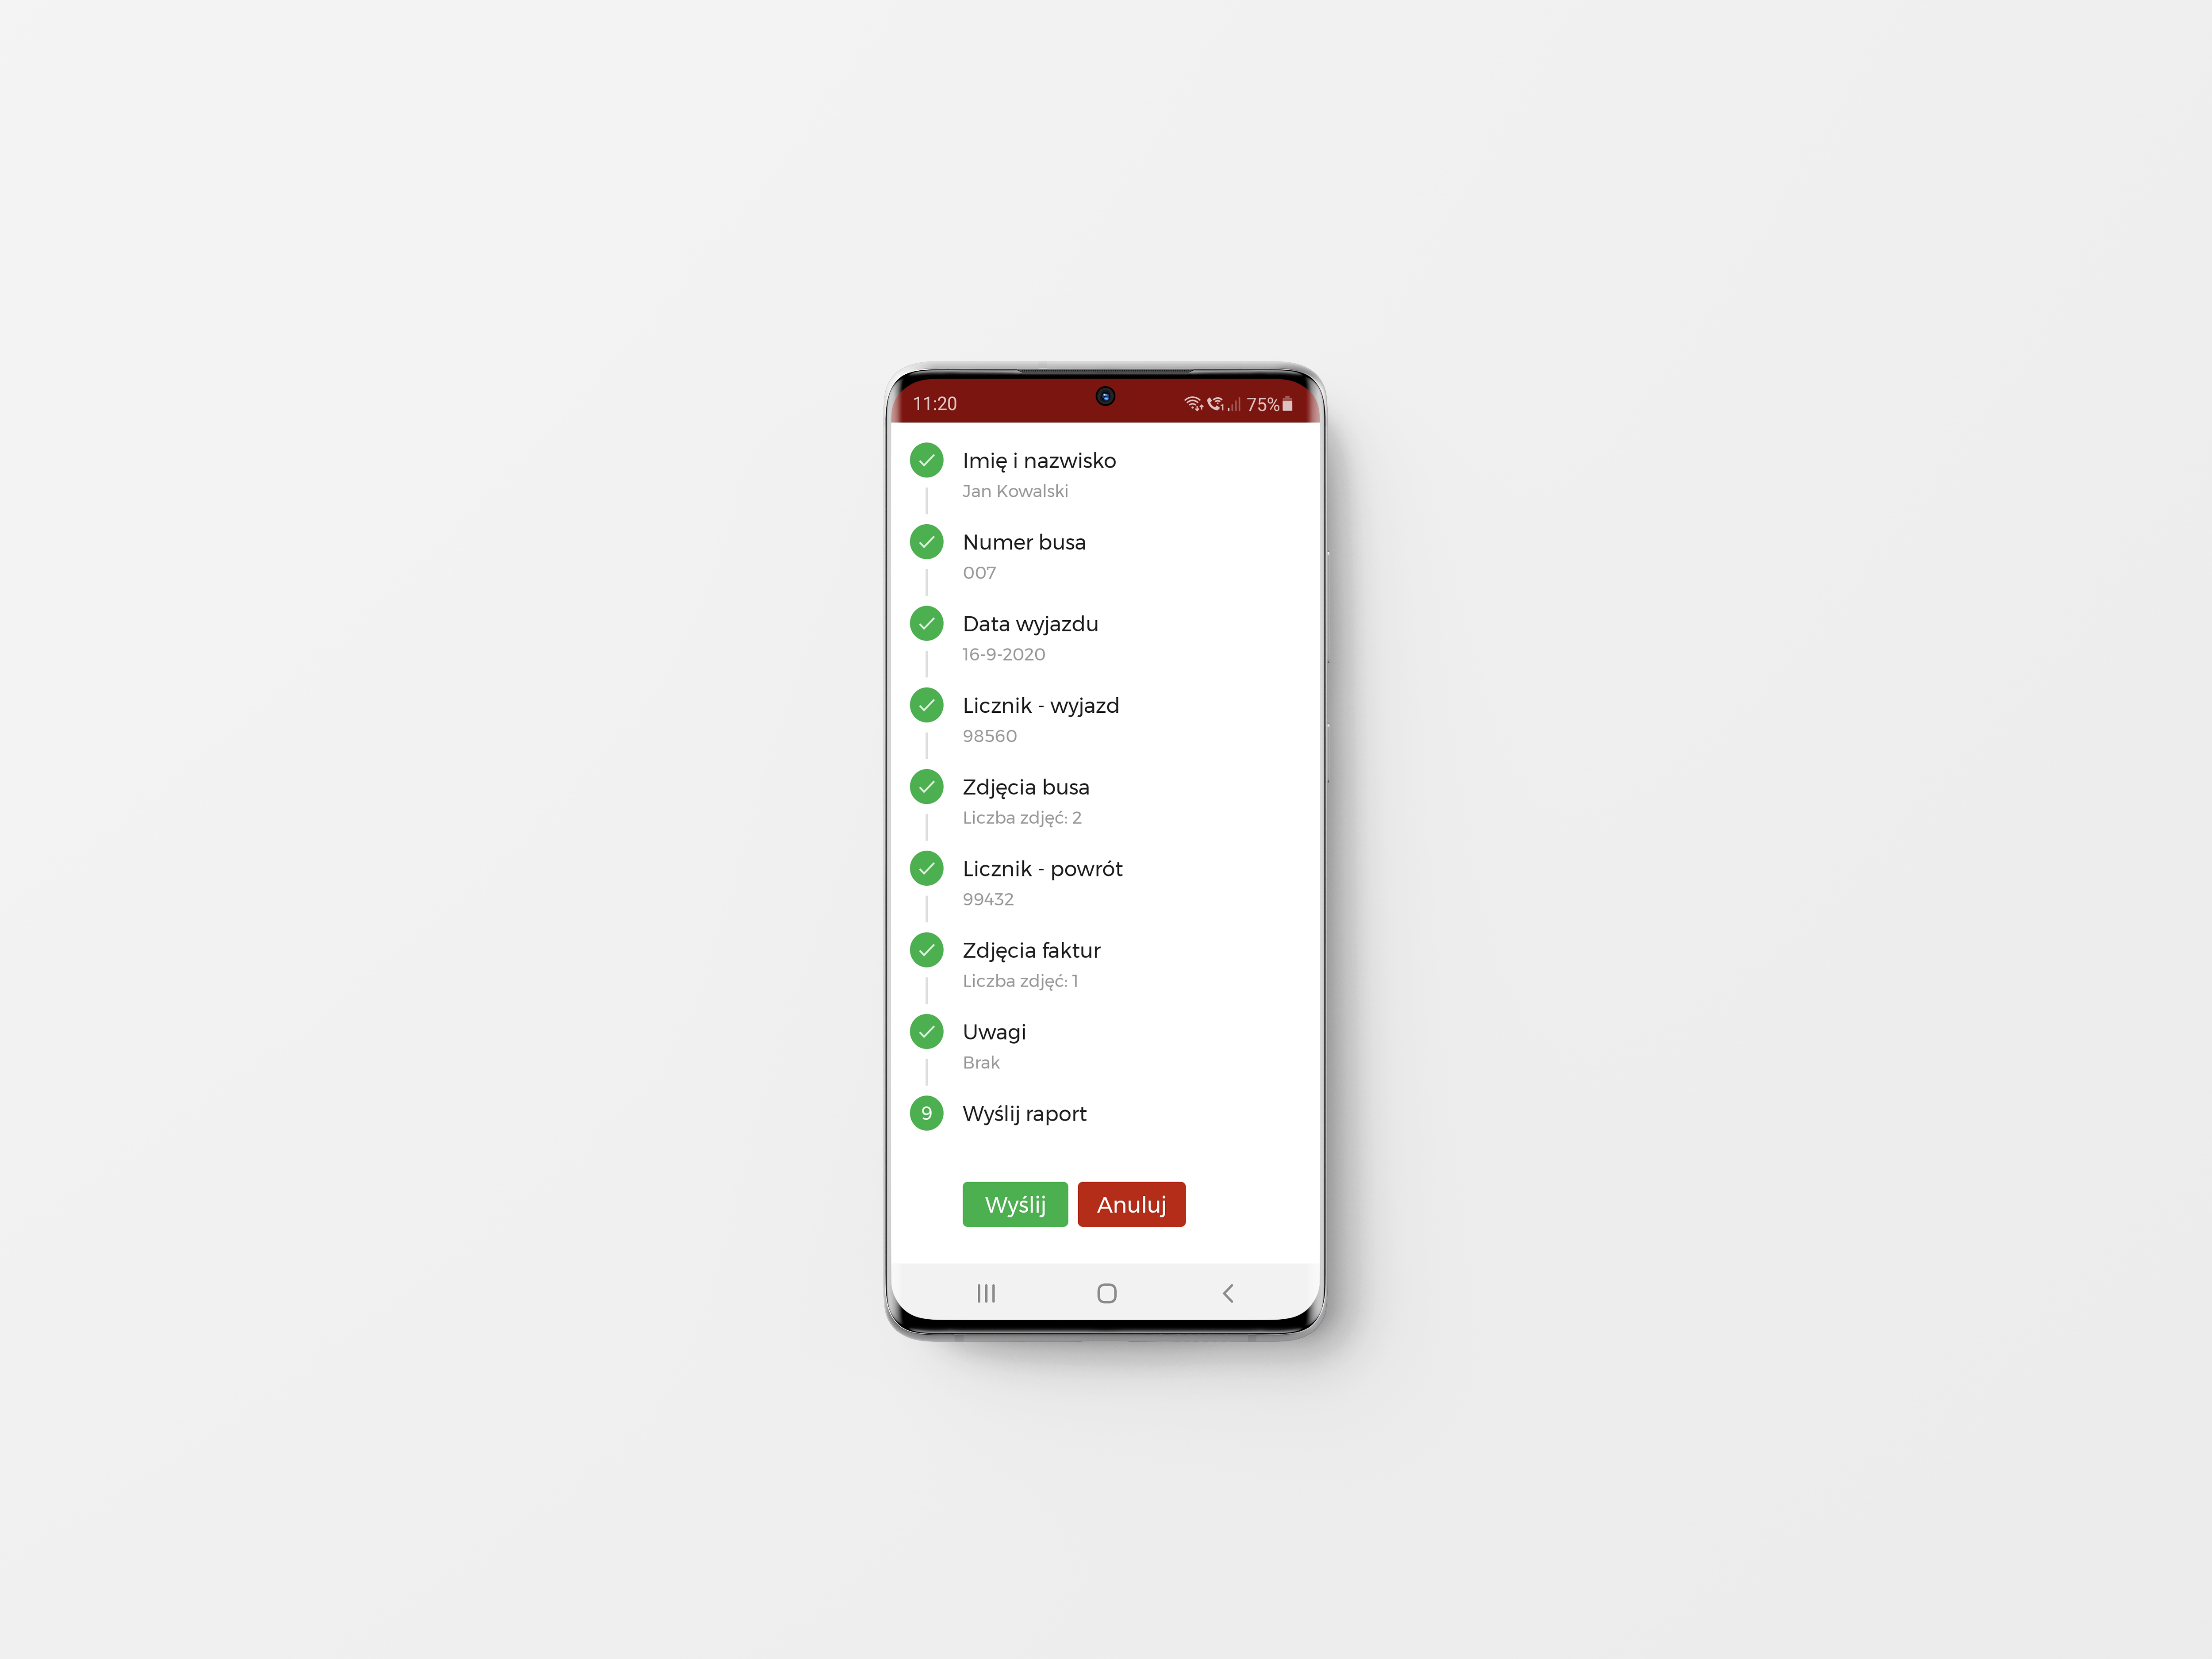 11:20 75%
Imię i nazwisko
Jan Kowalski
Numer busa
007
Data wyjazdu
16-9-2020
Licznik - wyjazd
98560
Zdjęcia busa
Liczba zdjęć: 2
Licznik - powrót
99432
Zdjęcia faktur
Liczba zdjęć: 1
Uwagi
Brak
9 Wyślij raport
Wyślij Anuluj